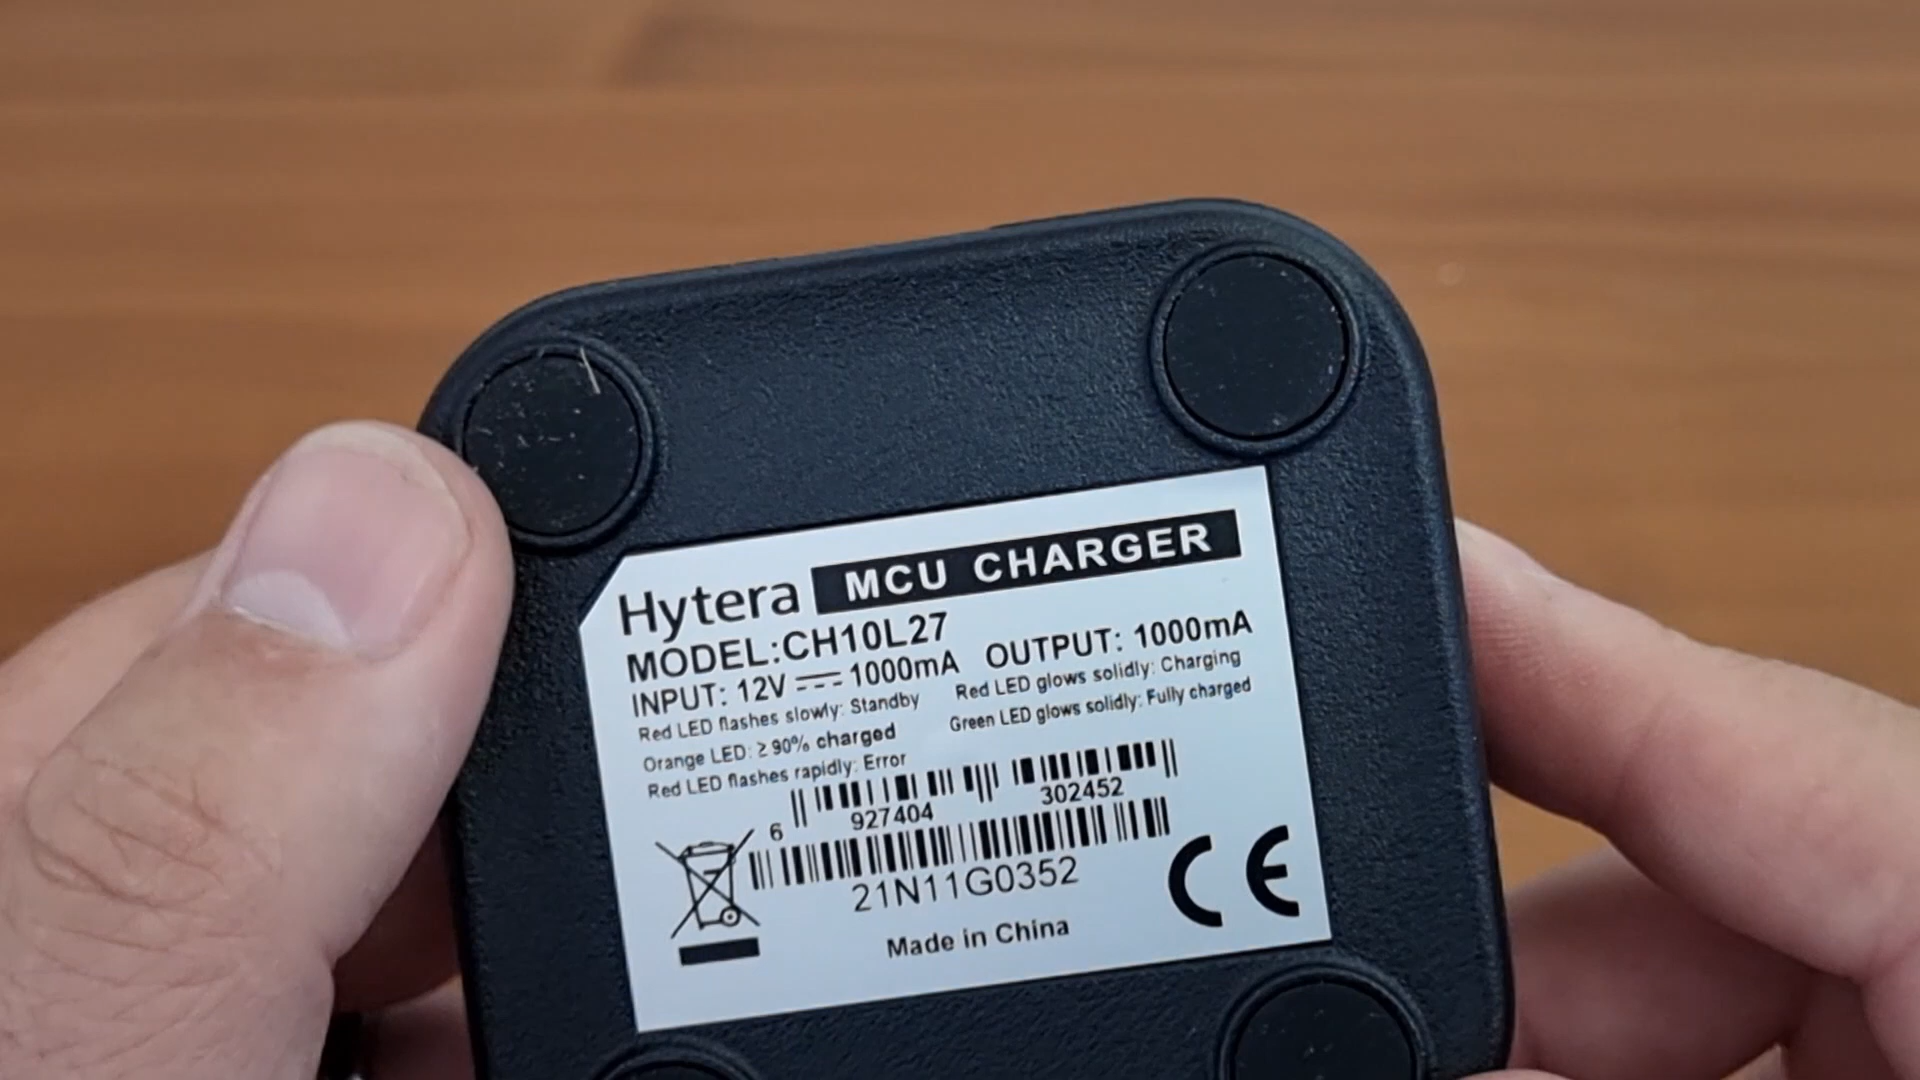 Hytera MCU CHARGER
MODEL:CH10L27
INPUT: 12V ⎓ 1000mA OUTPUT: 1000mA
Red LED flashes slowly: Standby Red LED glows solidly: Charging
Orange LED: ≥ 90% charged Green LED glows solidly: Fully charged
Red LED flashes rapidly: Error
6 927404 302452
21N11G0352
CE
Made in China